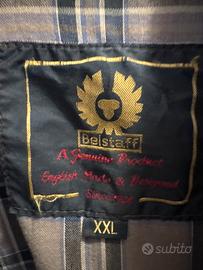 Belstaff
A Genuine Product
English Made & Designed
Since 1924
XXL
subito